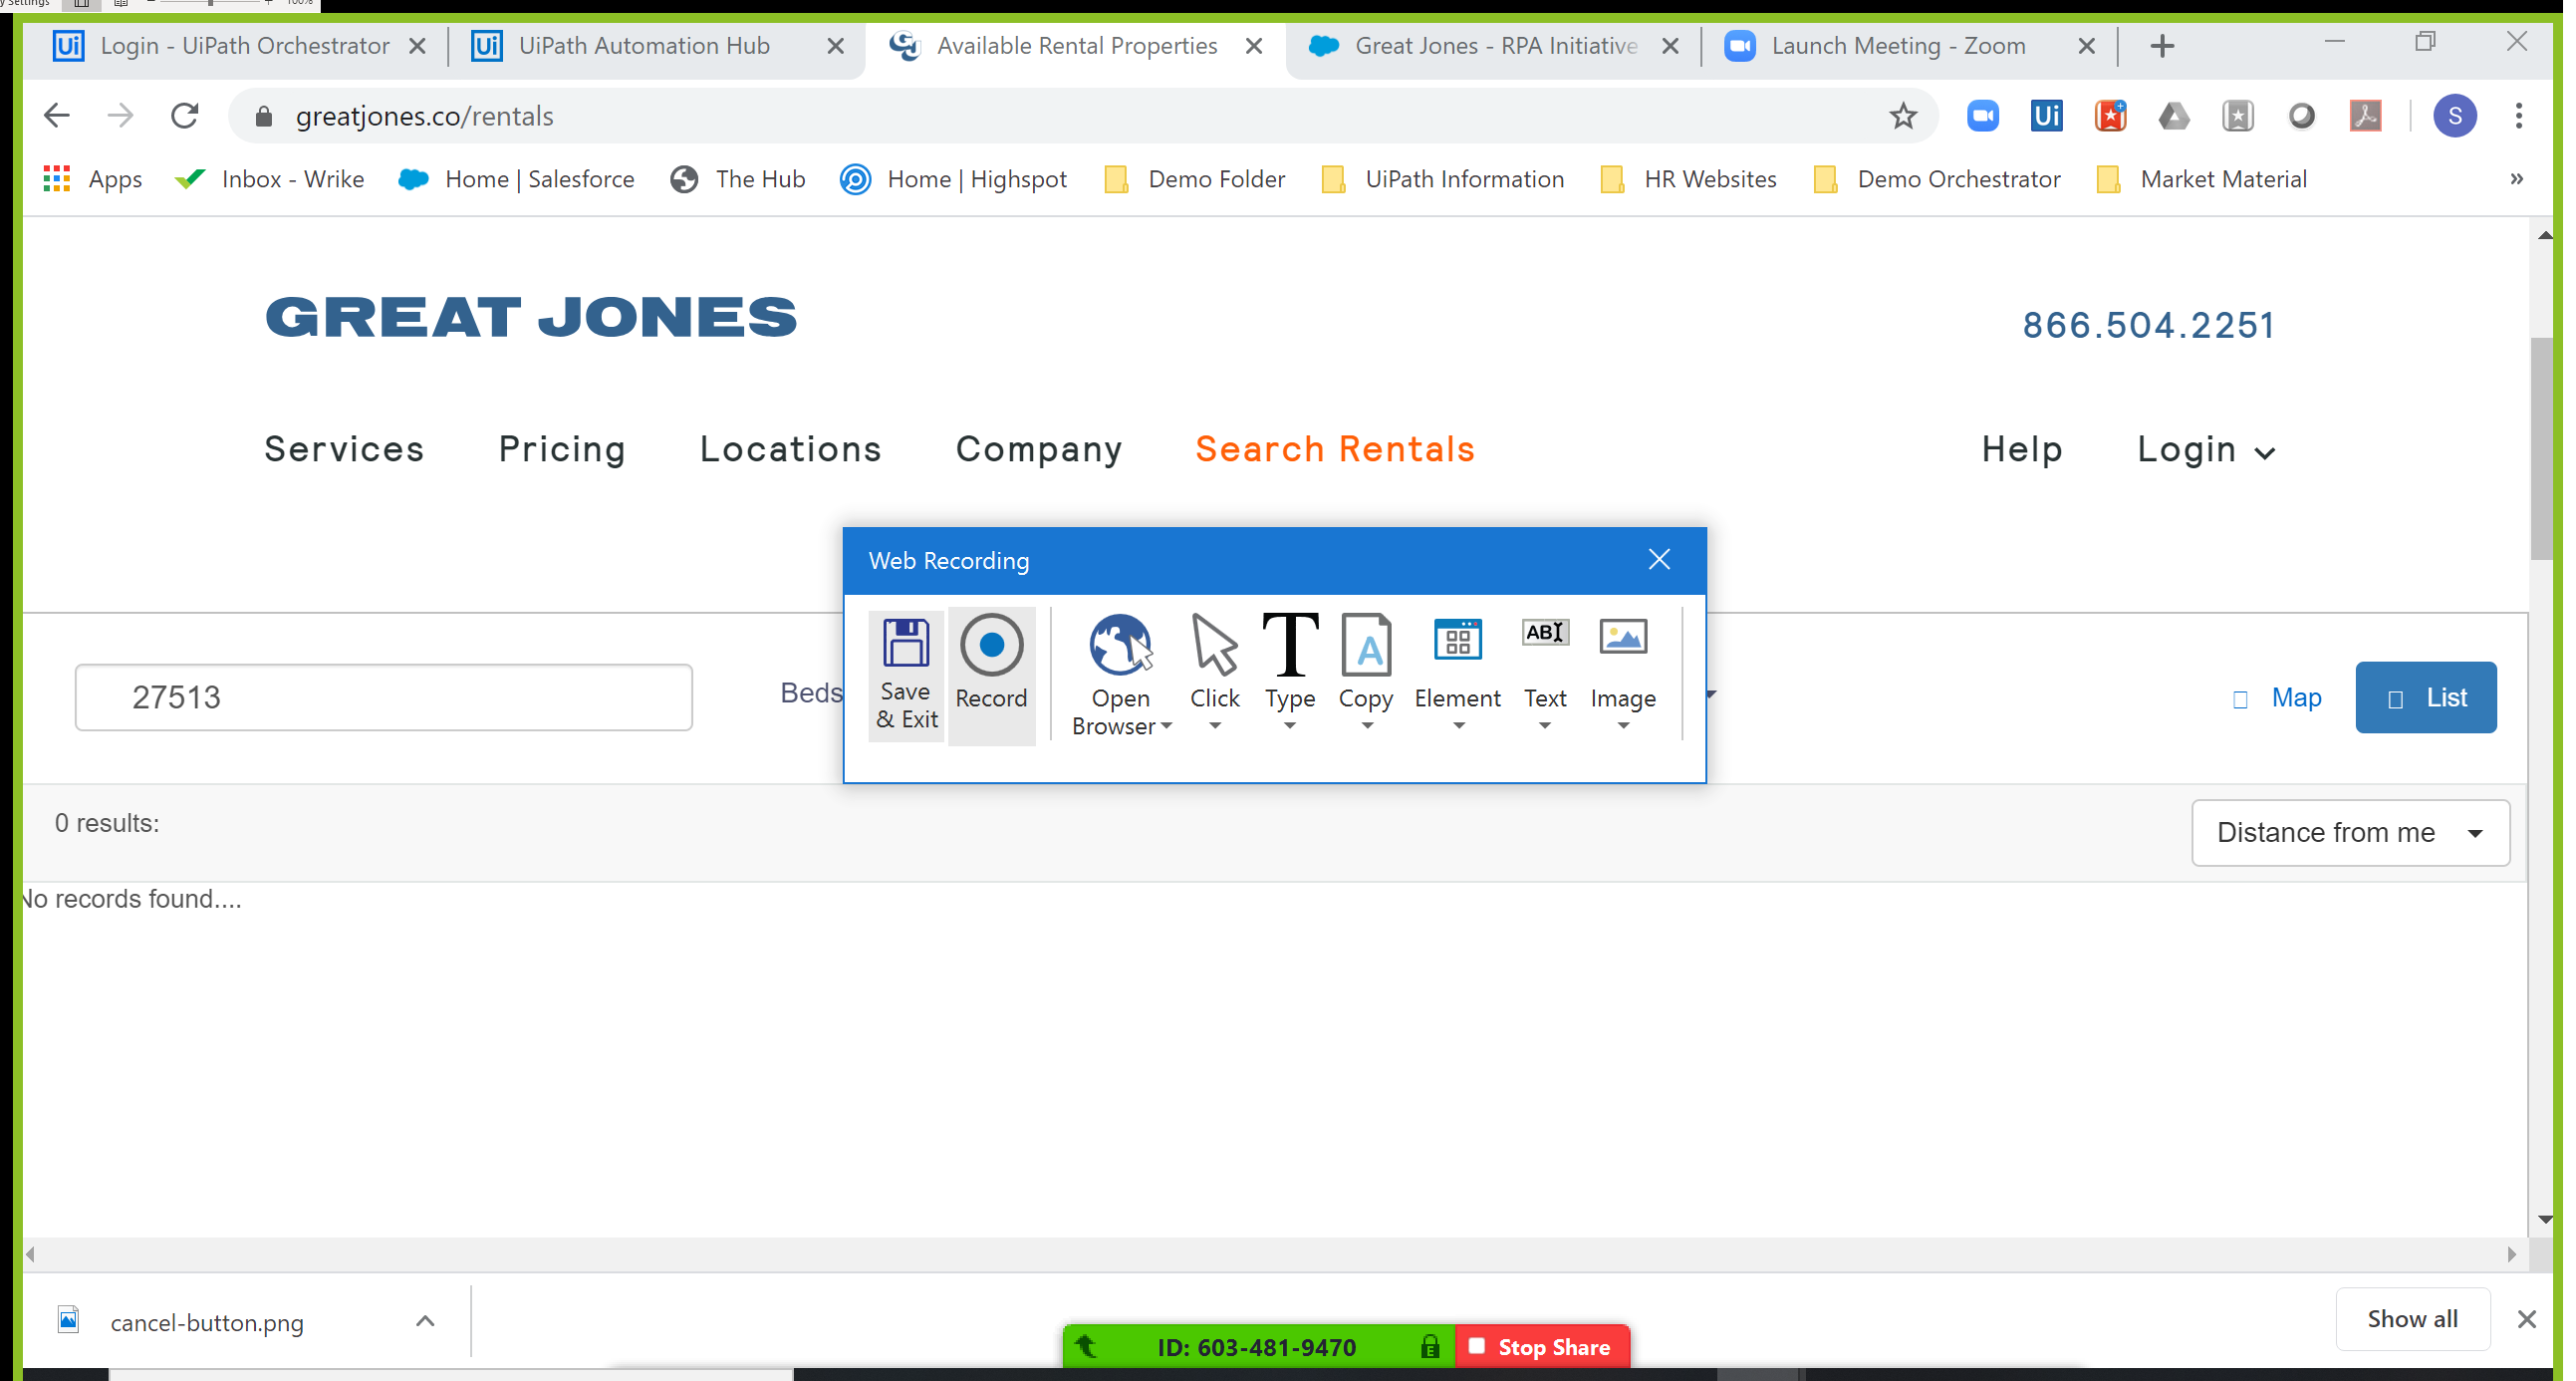 y Settings 100%
Login - UiPath Orchestrator
UiPath Automation Hub
Available Rental Properties
Great Jones - RPA Initiative
Launch Meeting - Zoom
greatjones.co/rentals
S
Apps
Inbox - Wrike
Home | Salesforce
The Hub
Home | Highspot
Demo Folder
UiPath Information
HR Websites
Demo Orchestrator
Market Material
»
GREAT JONES
866.504.2251
Services
Pricing
Locations
Company
Search Rentals
Help
Login
Web Recording
Save & Exit
Record
Open Browser
Click
Type
Copy
Element
Text
Image
27513
Beds
Map
List
0 results:
Distance from me
No records found....
cancel-button.png
Show all
ID: 603-481-9470
Stop Share